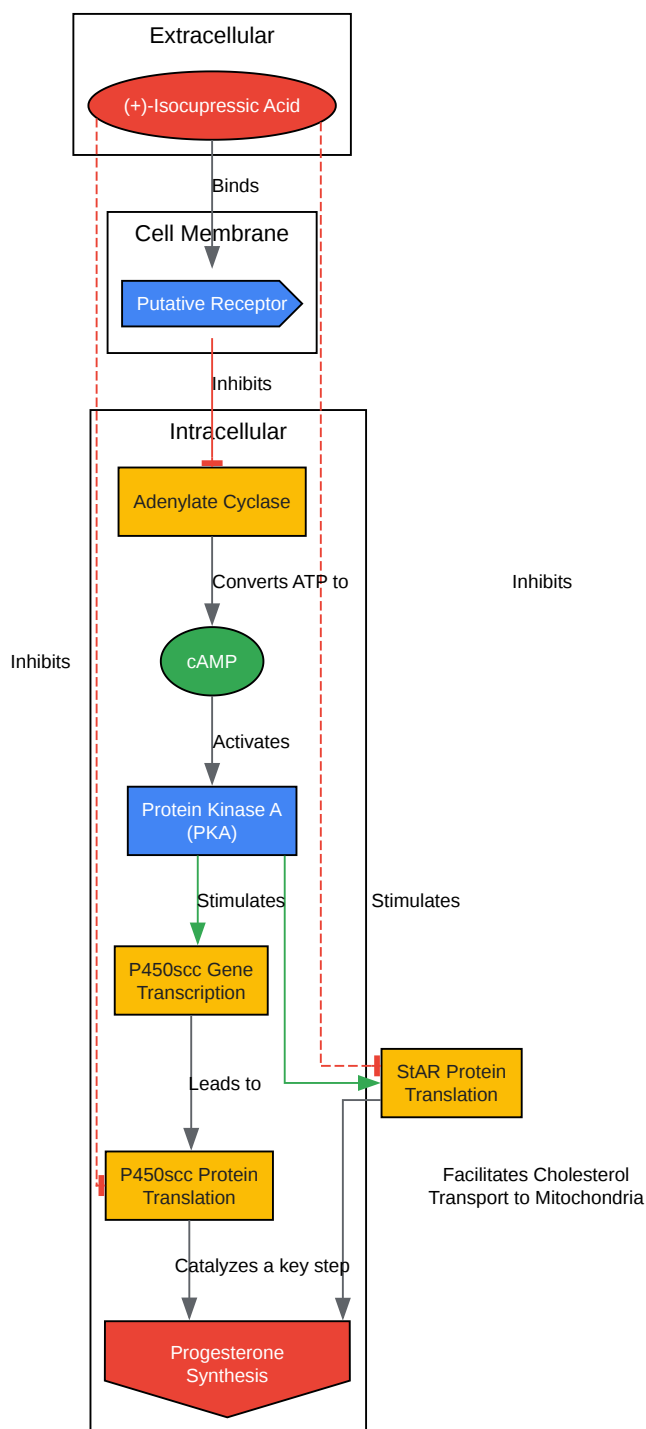 Extracellular
(+)-Isocupressic Acid
Binds
Cell Membrane
Putative Receptor
Inhibits
Intracellular
Adenylate Cyclase
Converts ATP to
Inhibits
Inhibits
cAMP
Activates
Protein Kinase A
(PKA)
Stimulates
Stimulates
P450scc Gene
Transcription
Leads to
StAR Protein
Translation
P450scc Protein
Translation
Facilitates Cholesterol
Transport to Mitochondria
Catalyzes a key step
Progesterone
Synthesis